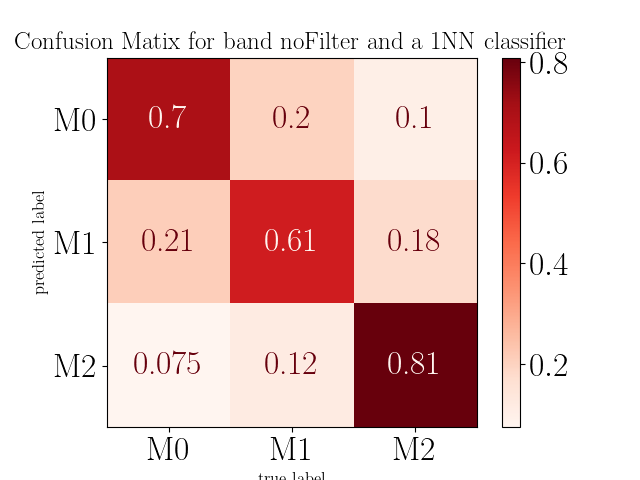 Confusion Matix for band noFilter and a 1NN classifier
0.8
M0 0.7 0.2 0.1
0.6
predicted label
M1 0.21 0.61 0.18
0.4
M2 0.075 0.12 0.81
0.2
M0 M1 M2
true label